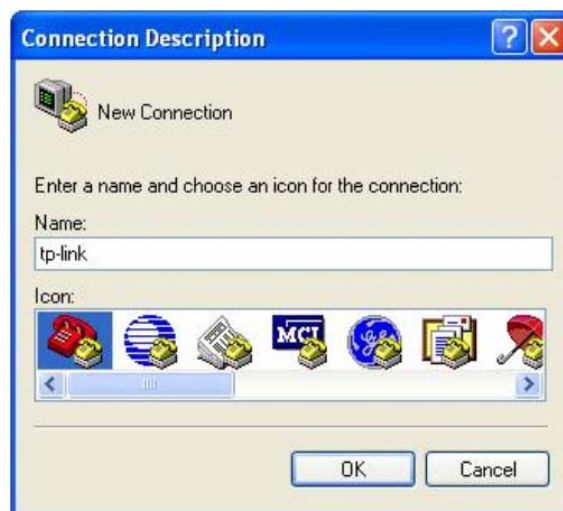 Connection Description
New Connection
Enter a name and choose an icon for the connection:
Name:
tp-link
Icon:
MCI
OK
Cancel